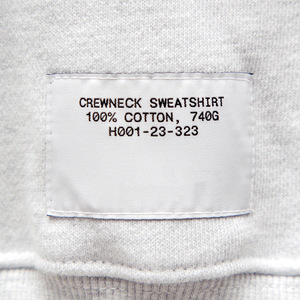 CREWNECK SWEATSHIRT
100% COTTON, 740G
H001-23-323